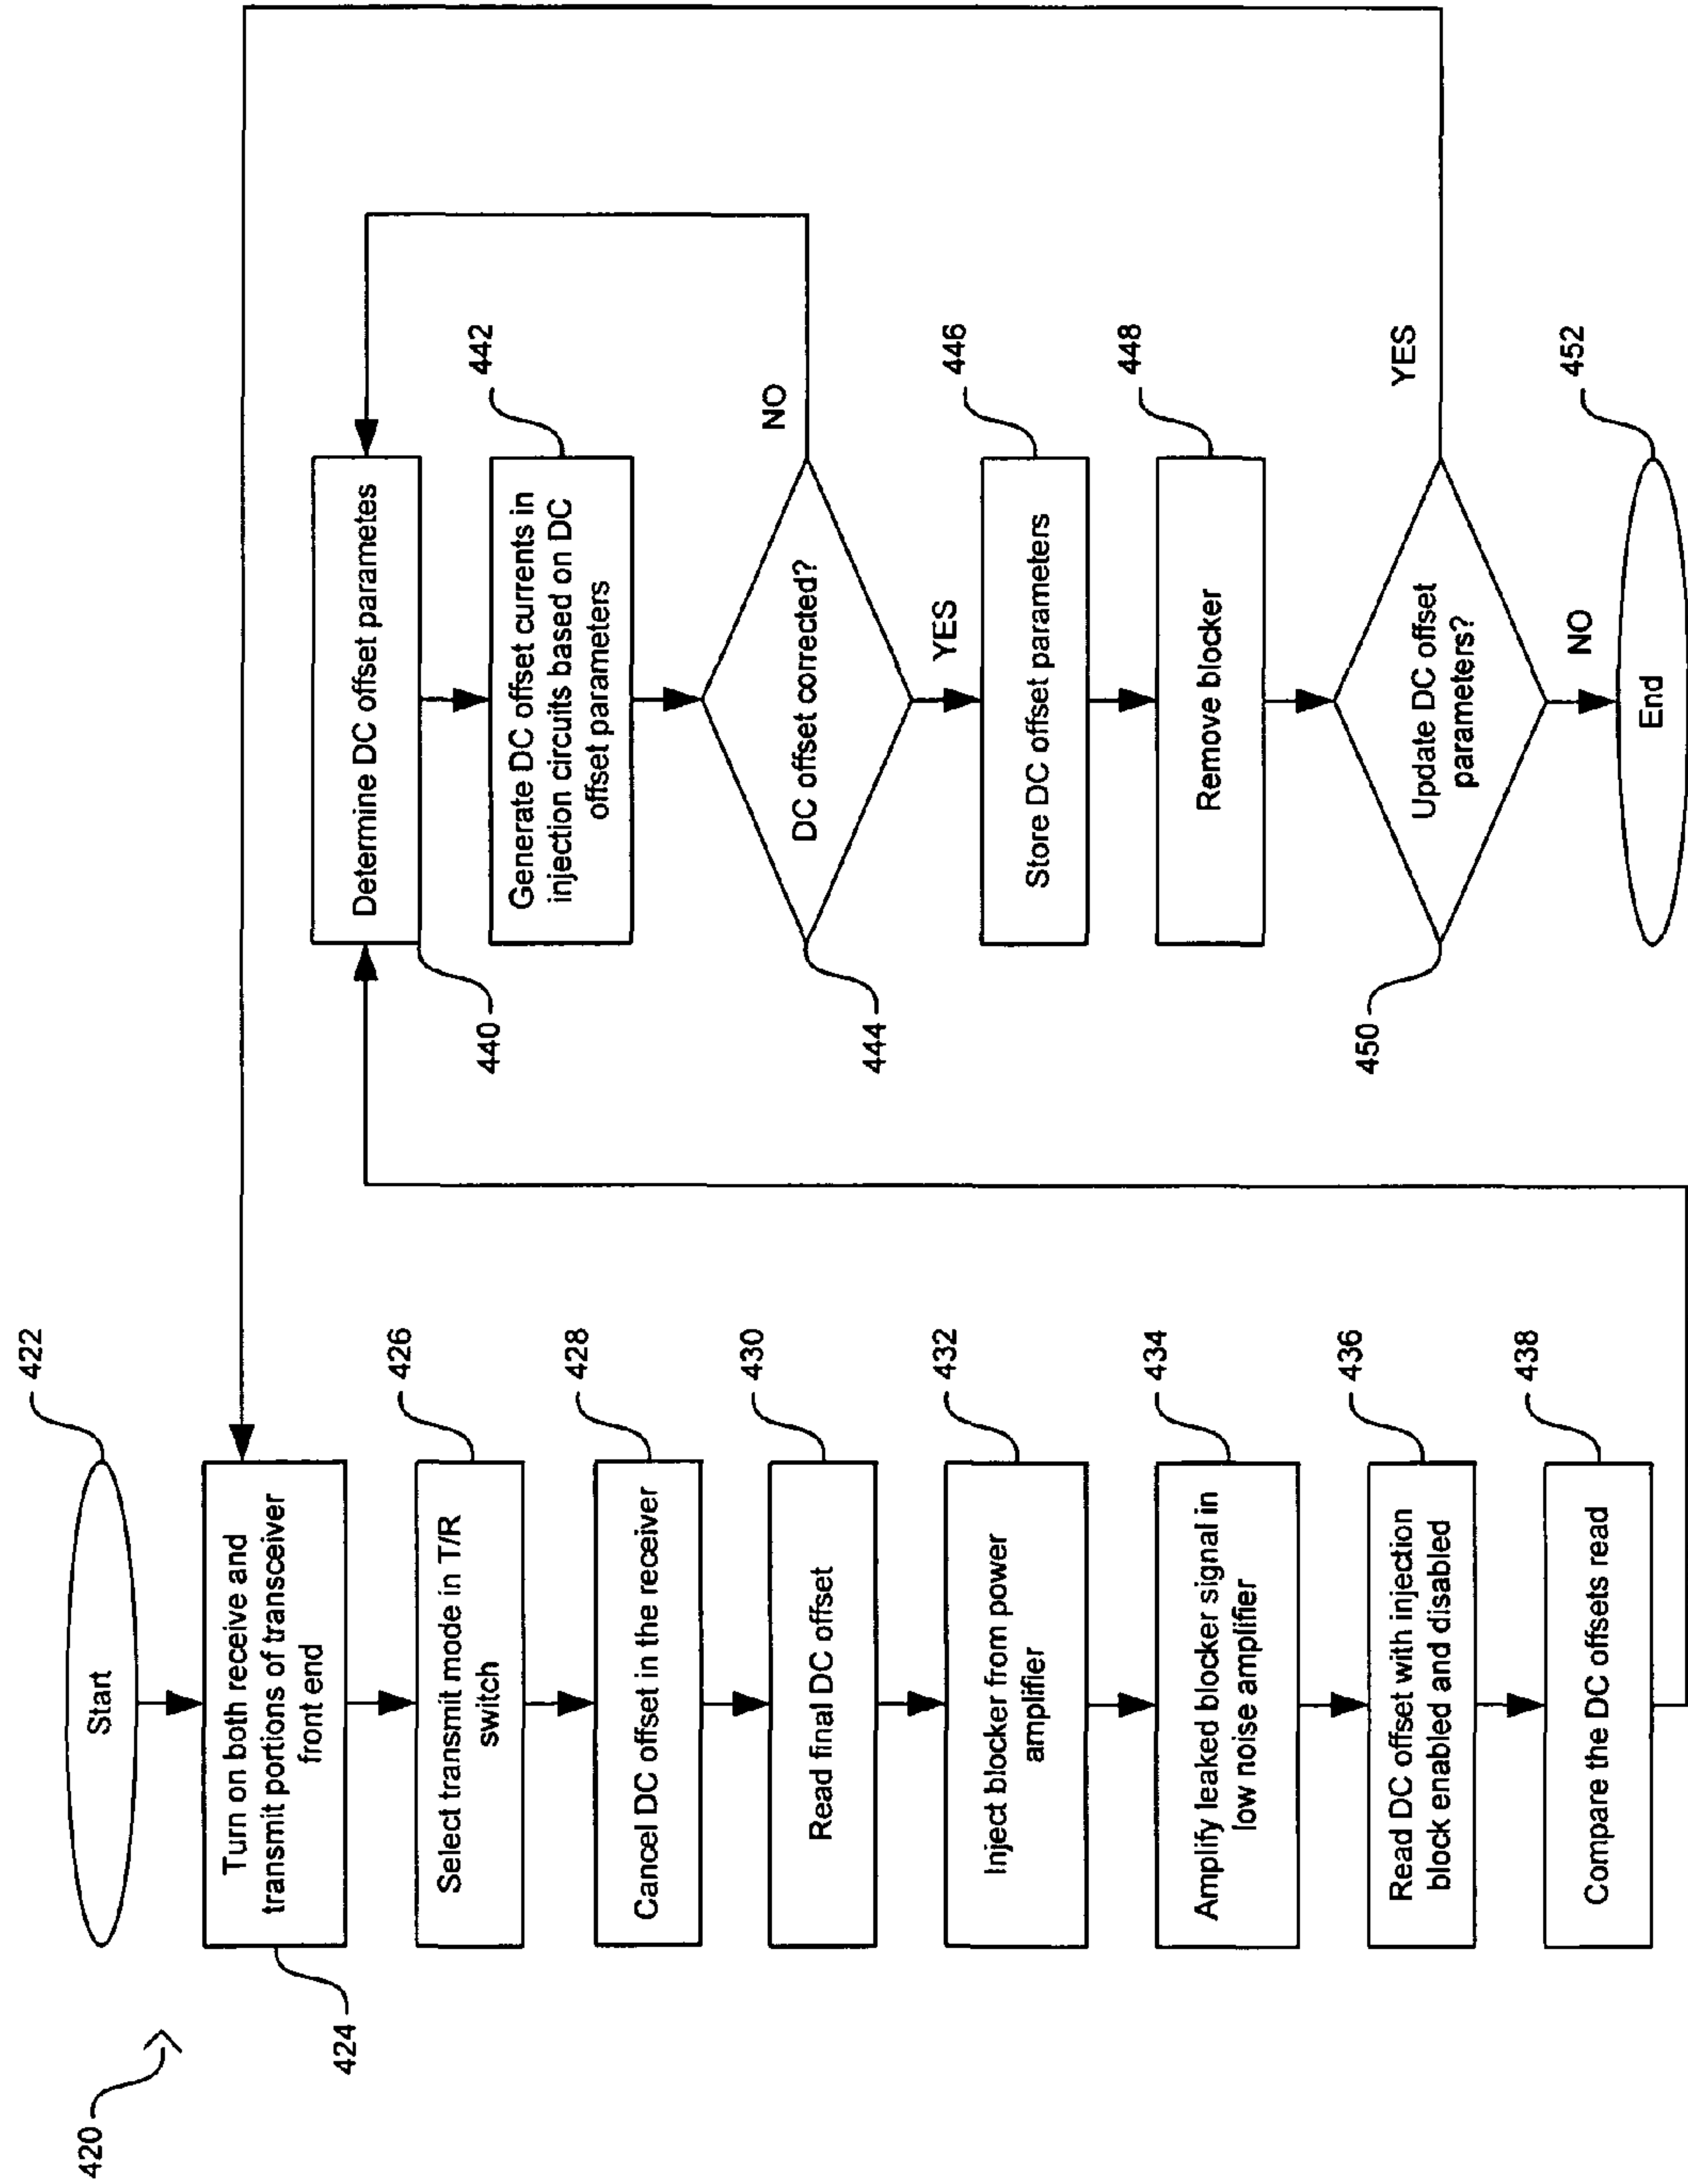 420
422
Start
424
Turn on both receive and
transmit portions of transceiver
front end
426
Select transmit mode in T/R
switch
428
Cancel DC offset in the receiver
430
Read final DC offset
432
Inject blocker from power
amplifier
434
Amplify leaked blocker signal in
low noise amplifier
436
Read DC offset with injection
block enabled and disabled
438
Compare the DC offsets read
440
Determine DC offset parametes
442
Generate DC offset currents in
injection circuits based on DC
offset parameters
444
DC offset corrected?
NO
YES
446
Store DC offset parameters
448
Remove blocker
450
Update DC offset
parameters?
YES
NO
452
End